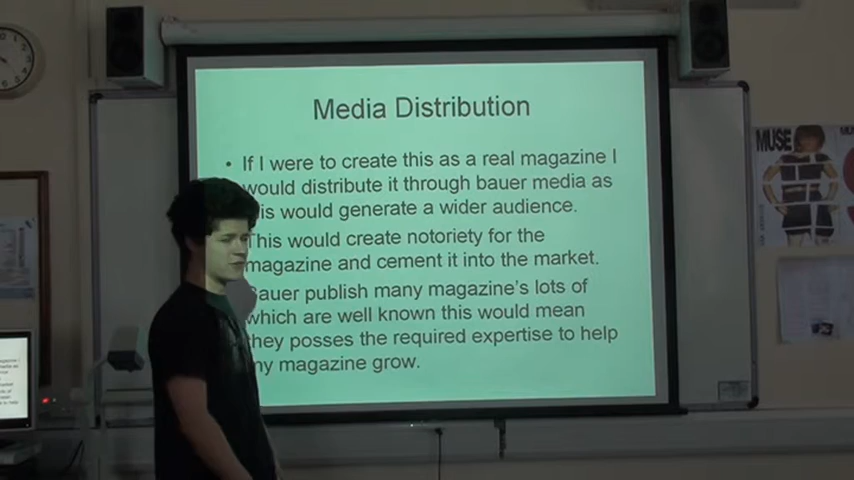 Media Distribution
• If I were to create this as a real magazine I
would distribute it through bauer media as
this would generate a wider audience.
This would create notoriety for the
magazine and cement it into the market.
Bauer publish many magazine's lots of
which are well known this would mean
they posses the required expertise to help
my magazine grow.
MUSE